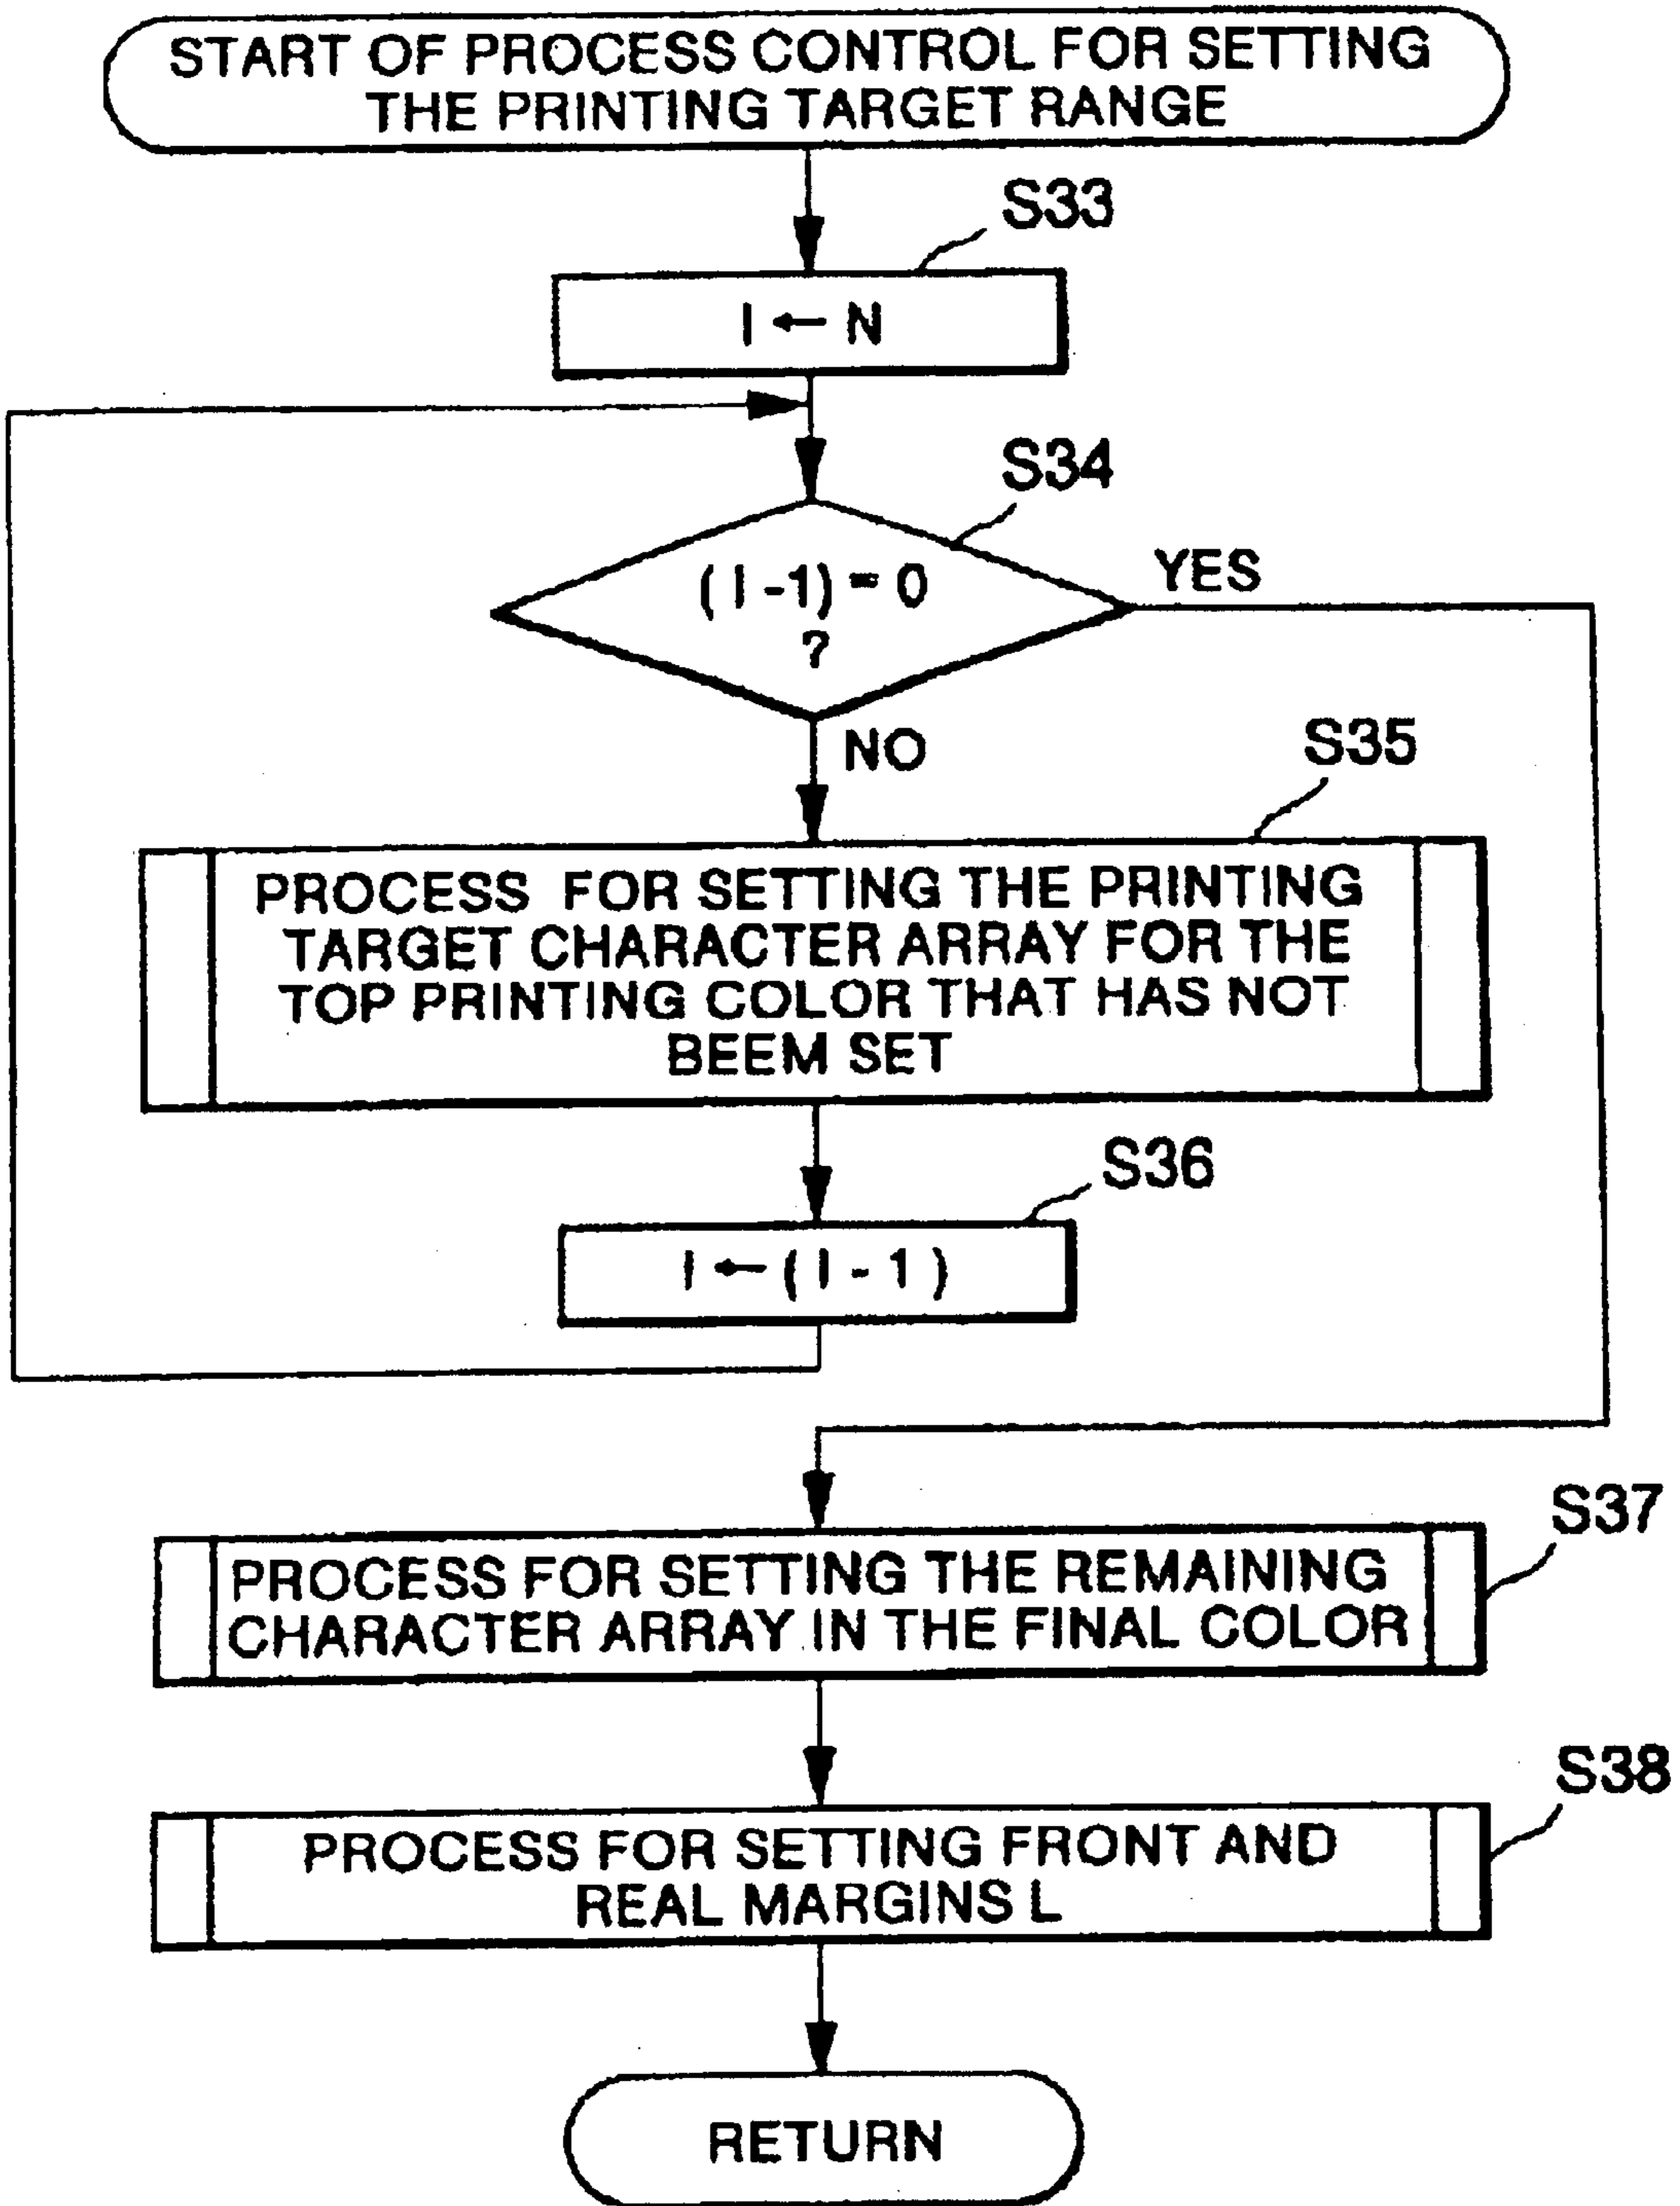 START OF PROCESS CONTROL FOR SETTING
THE PRINTING TARGET RANGE
S33
I ← N
S34
( I -1) = 0
?
YES
NO
S35
PROCESS FOR SETTING THE PRINTING
TARGET CHARACTER ARRAY FOR THE
TOP PRINTING COLOR THAT HAS NOT
BEEM SET
S36
I ← ( I - 1 )
S37
PROCESS FOR SETTING THE REMAINING
CHARACTER ARRAY IN THE FINAL COLOR
S38
PROCESS FOR SETTING FRONT AND
REAL MARGINS L
RETURN